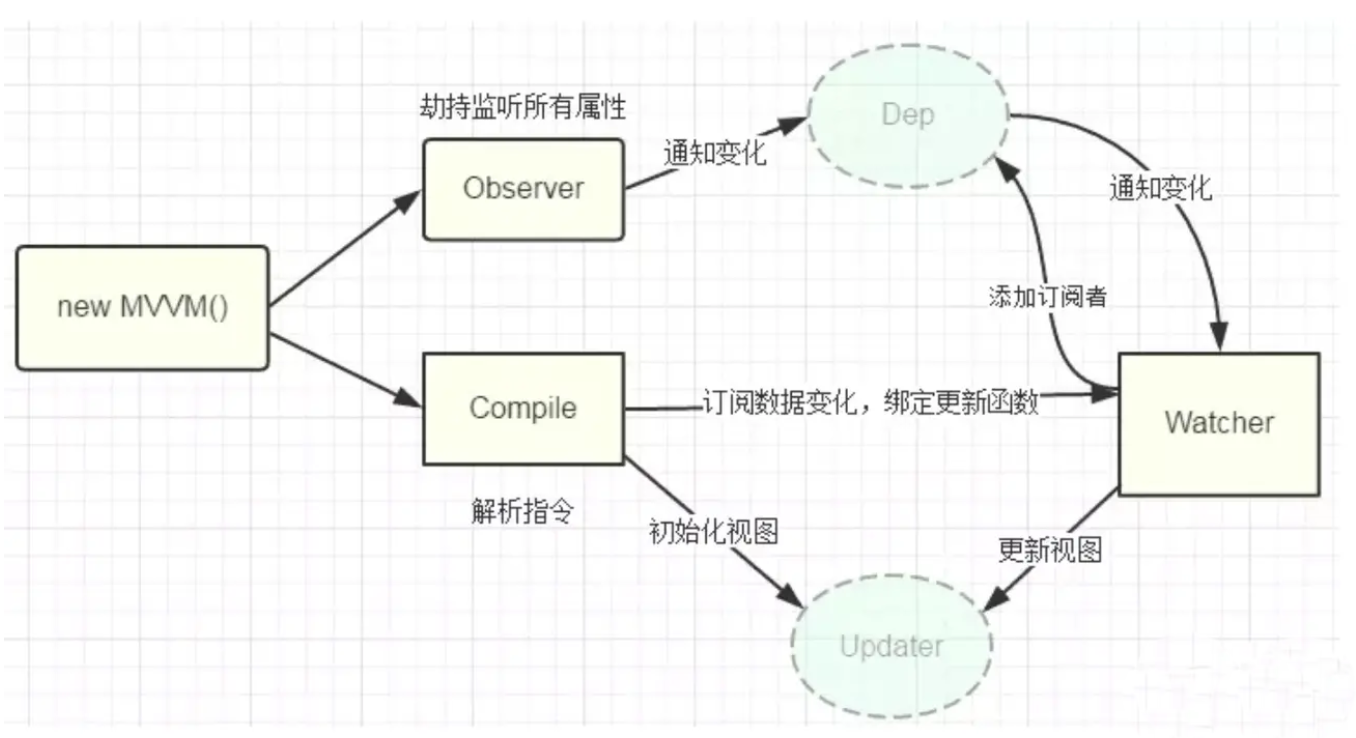 劫持监听所有属性
Dep
Observer
通知变化
通知变化
new MVVM()
添加订阅者
Compile
订阅数据变化，绑定更新函数
Watcher
解析指令
初始化视图
更新视图
Updater